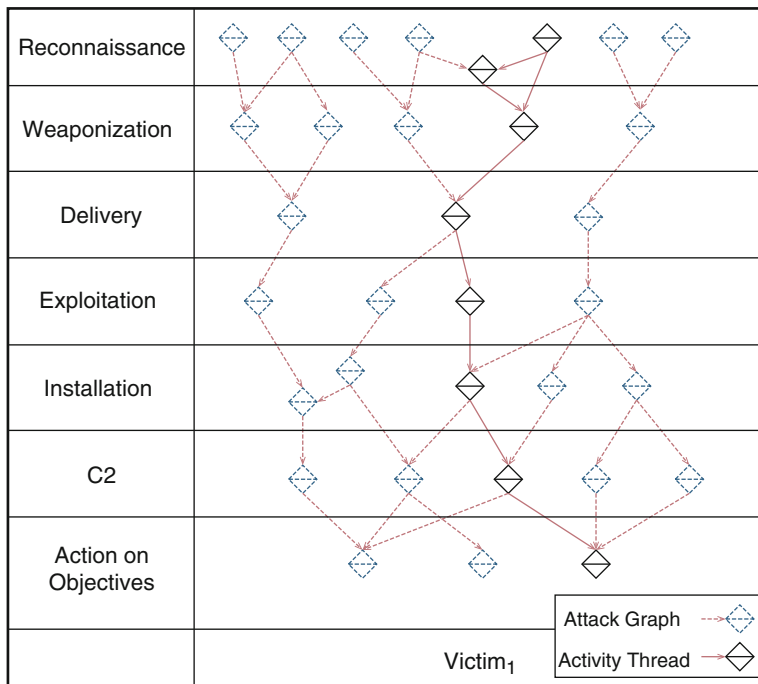 Reconnaissance
Weaponization
Delivery
Exploitation
Installation
C2
Action on
Objectives
Attack Graph
Victim₁
Activity Thread